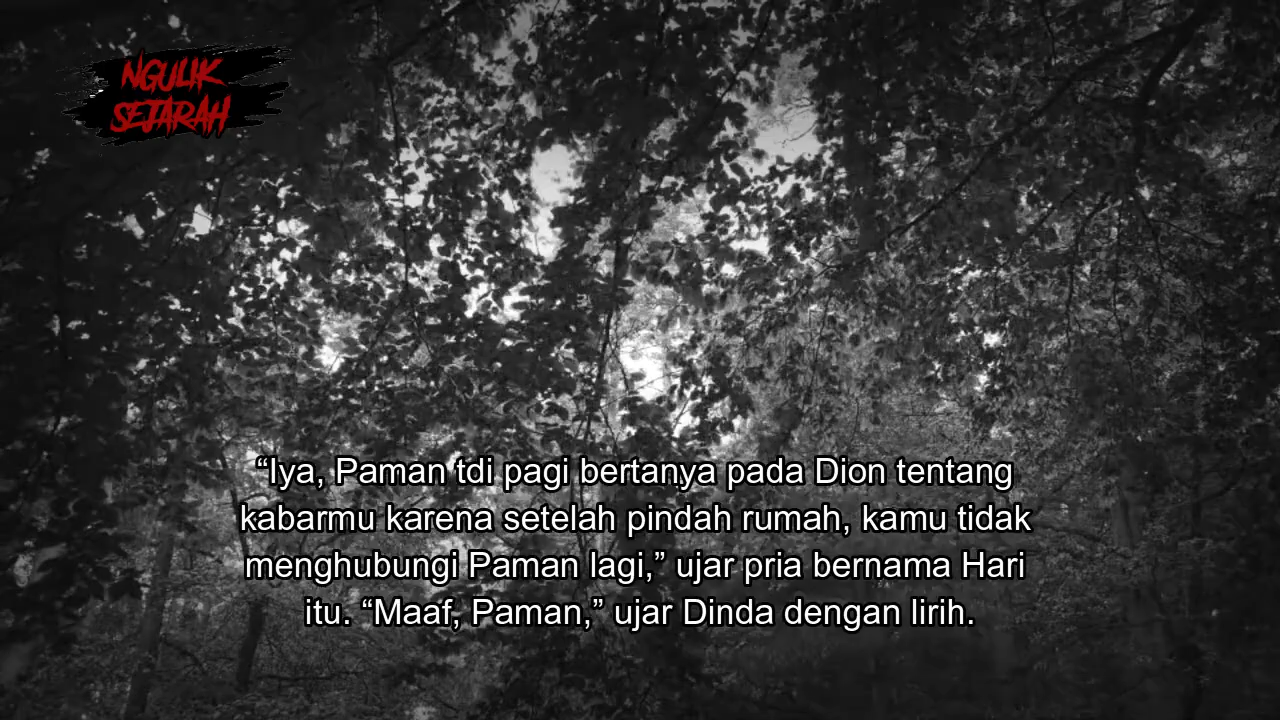 NGULIK
SEJARAH
“Iya, Paman tdi pagi bertanya pada Dion tentang
kabarmu karena setelah pindah rumah, kamu tidak
menghubungi Paman lagi,” ujar pria bernama Hari
itu. “Maaf, Paman,” ujar Dinda dengan lirih.